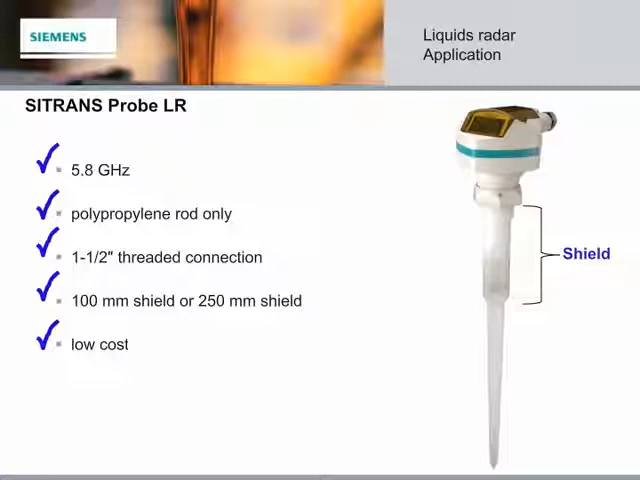 SIEMENS
Liquids radar
Application
SITRANS Probe LR
5.8 GHz
polypropylene rod only
1-1/2" threaded connection
100 mm shield or 250 mm shield
low cost
Shield